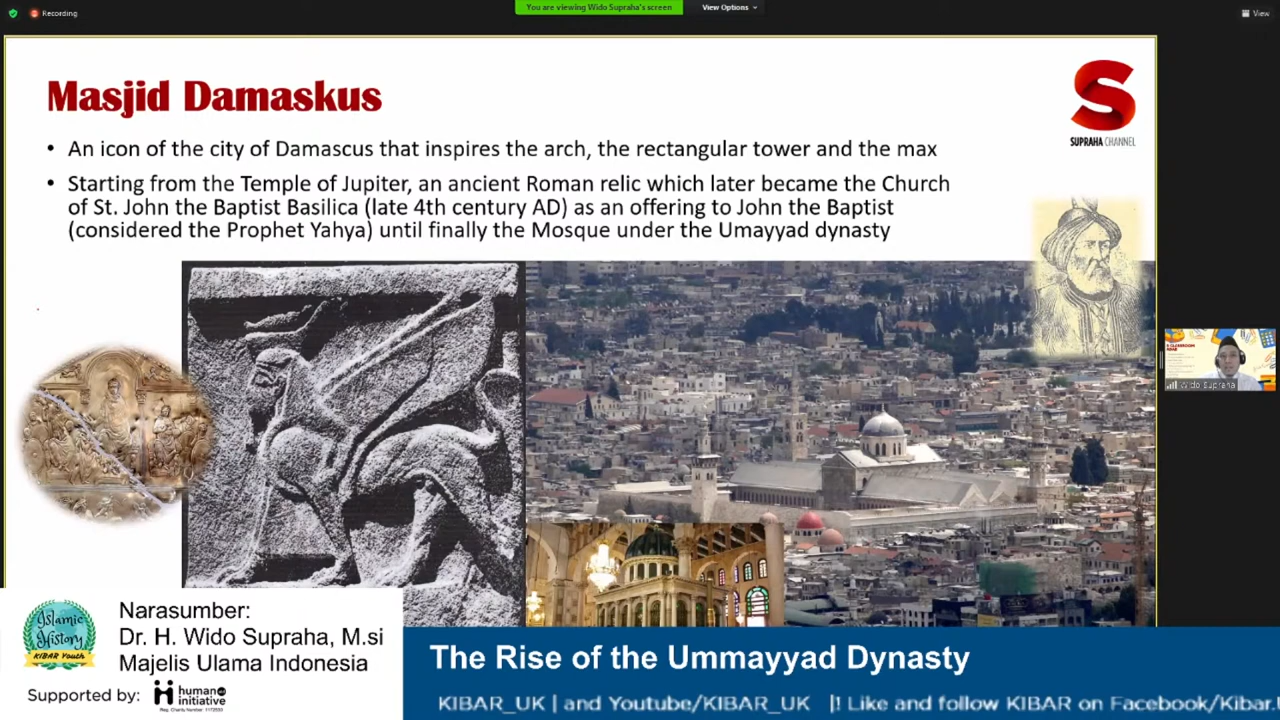 Recording
You are viewing Wido Supraha's screen
View Options
View
Masjid Damaskus
SUPRAHA CHANNEL
• An icon of the city of Damascus that inspires the arch, the rectangular tower and the max
• Starting from the Temple of Jupiter, an ancient Roman relic which later became the Church
of St. John the Baptist Basilica (late 4th century AD) as an offering to John the Baptist
(considered the Prophet Yahya) until finally the Mosque under the Umayyad dynasty
Wido Supraha
Islamic
History
KIBAR Youth
Narasumber:
Dr. H. Wido Supraha, M.si
Majelis Ulama Indonesia
Supported by:
human
initiative
The Rise of the Ummayyad Dynasty
KIBAR_UK | and Youtube/KIBAR_UK |! Like and follow KIBAR on Facebook/Kibar.